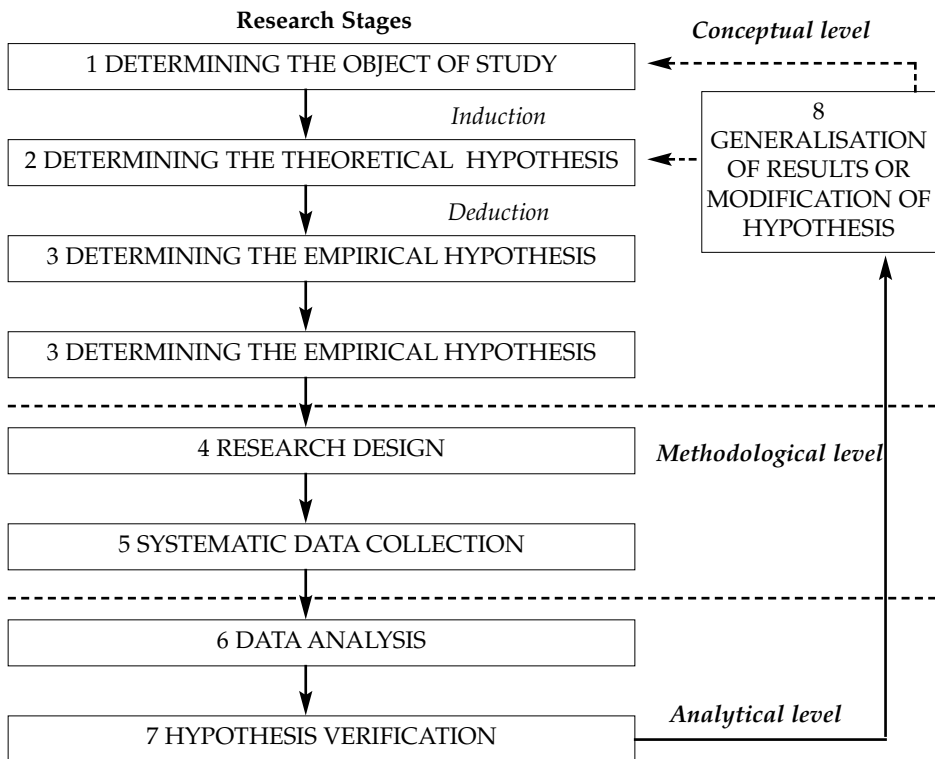 Research Stages
Conceptual level
1 DETERMINING THE OBJECT OF STUDY
Induction
2 DETERMINING THE THEORETICAL HYPOTHESIS
Deduction
3 DETERMINING THE EMPIRICAL HYPOTHESIS
3 DETERMINING THE EMPIRICAL HYPOTHESIS
8
GENERALISATION
OF RESULTS OR
MODIFICATION OF
HYPOTHESIS
4 RESEARCH DESIGN
Methodological level
5 SYSTEMATIC DATA COLLECTION
6 DATA ANALYSIS
7 HYPOTHESIS VERIFICATION
Analytical level